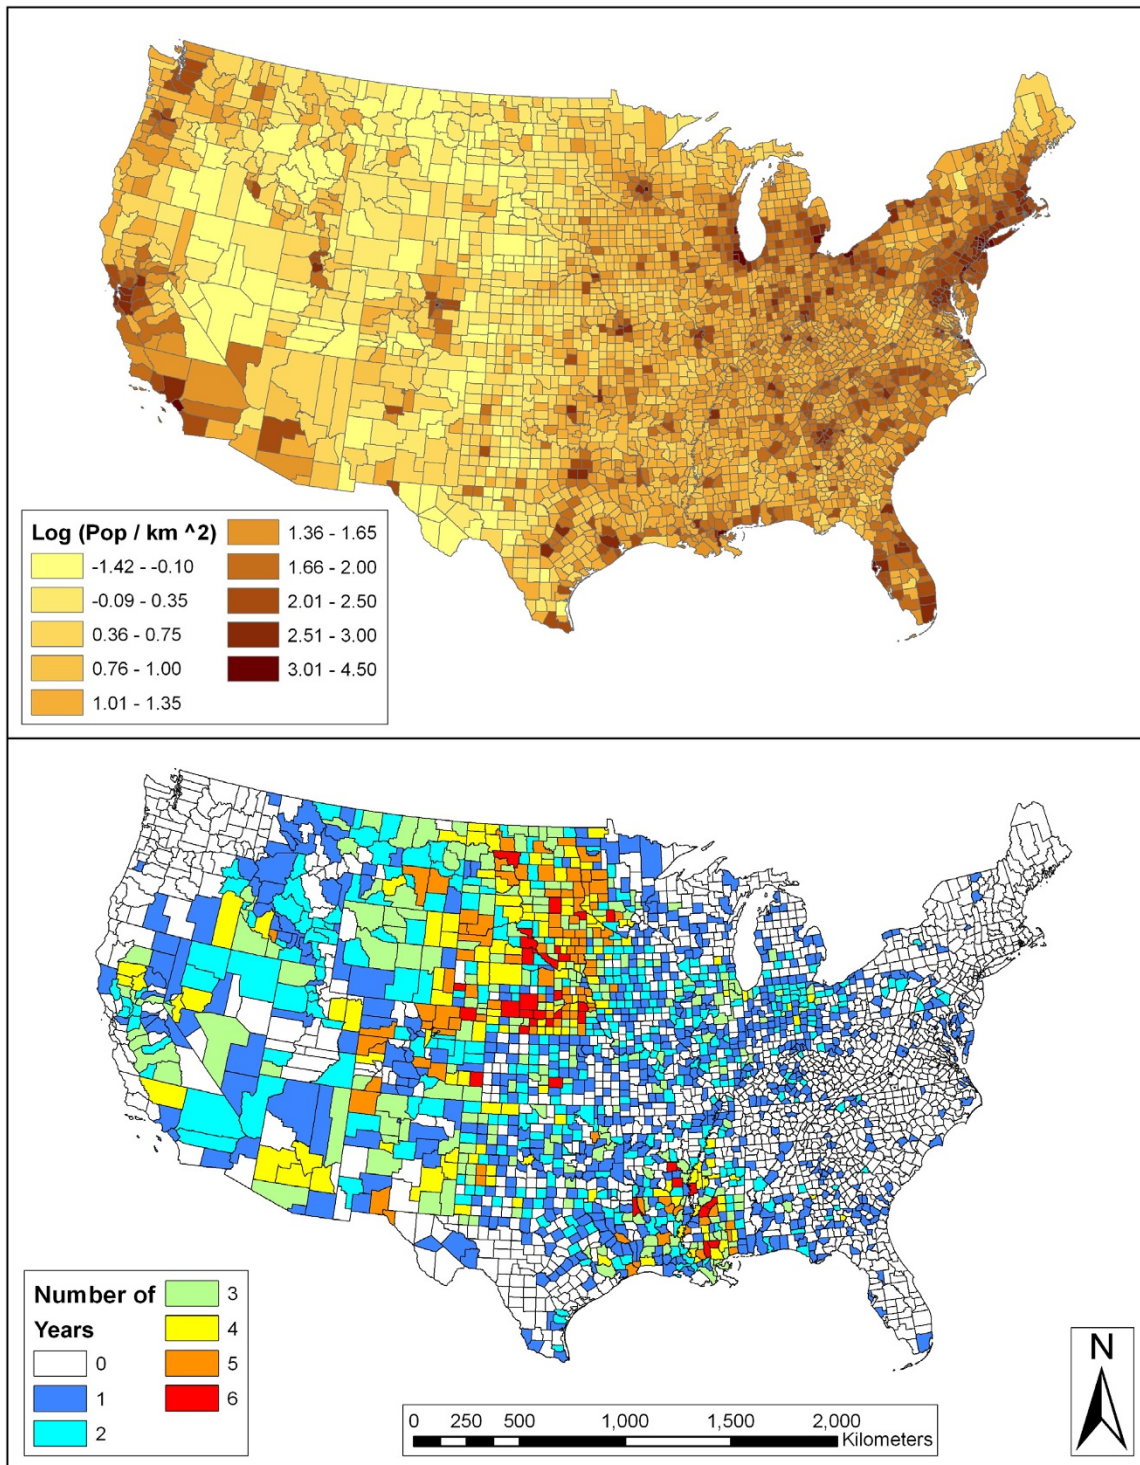 Log (Pop / km ^2)
-1.42 - -0.10
-0.09 - 0.35
0.36 - 0.75
0.76 - 1.00
1.01 - 1.35
1.36 - 1.65
1.66 - 2.00
2.01 - 2.50
2.51 - 3.00
3.01 - 4.50
Number of
Years
0
1
2
3
4
5
6
0 250 500 1,000 1,500 2,000
Kilometers
N